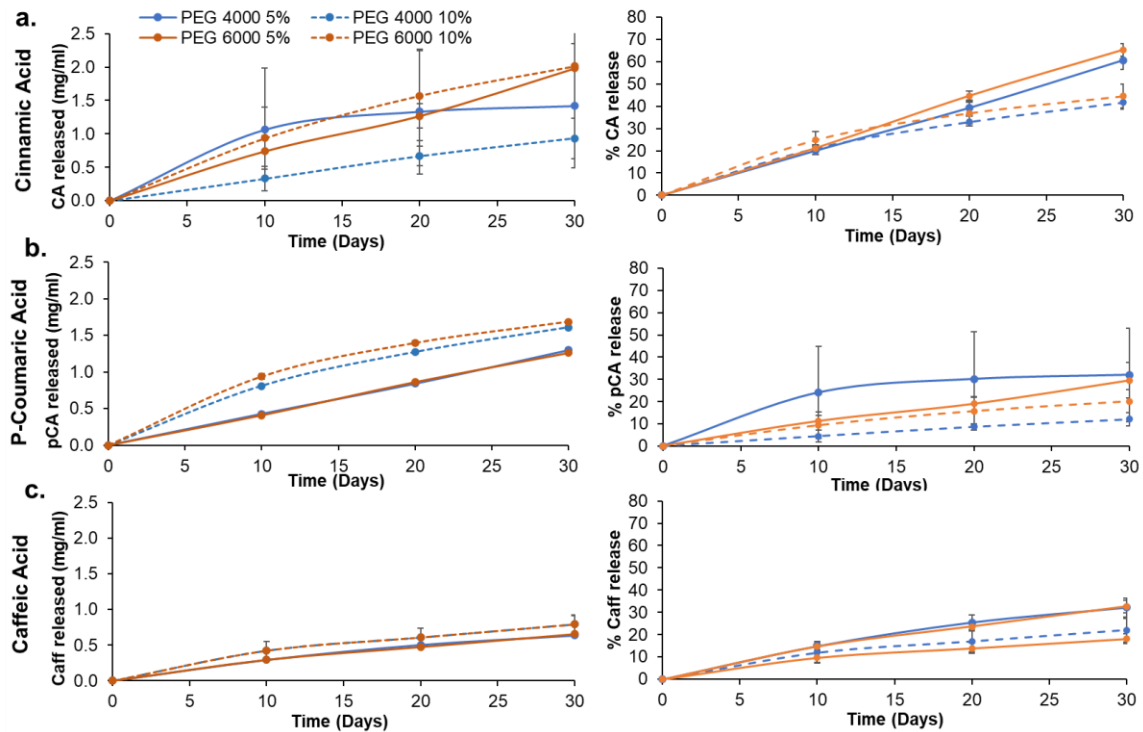 a.
PEG 4000 5%
PEG 4000 10%
PEG 6000 5%
PEG 6000 10%
Cinnamic Acid
CA released (mg/ml)
2.5
2.0
1.5
1.0
0.5
0.0
0 5 10 15 20 25 30
Time (Days)
% CA release
80
70
60
50
40
30
20
10
0
0 5 10 15 20 25 30
Time (Days)
b.
P-Coumaric Acid
pCA released (mg/ml)
2.5
2.0
1.5
1.0
0.5
0.0
0 5 10 15 20 25 30
Time (Days)
% pCA release
80
70
60
50
40
30
20
10
0
0 5 10 15 20 25 30
Time (Days)
c.
Caffeic Acid
Caff released (mg/ml)
2.5
2.0
1.5
1.0
0.5
0.0
0 5 10 15 20 25 30
Time (Days)
% Caff release
80
70
60
50
40
30
20
10
0
0 5 10 15 20 25 30
Time (Days)